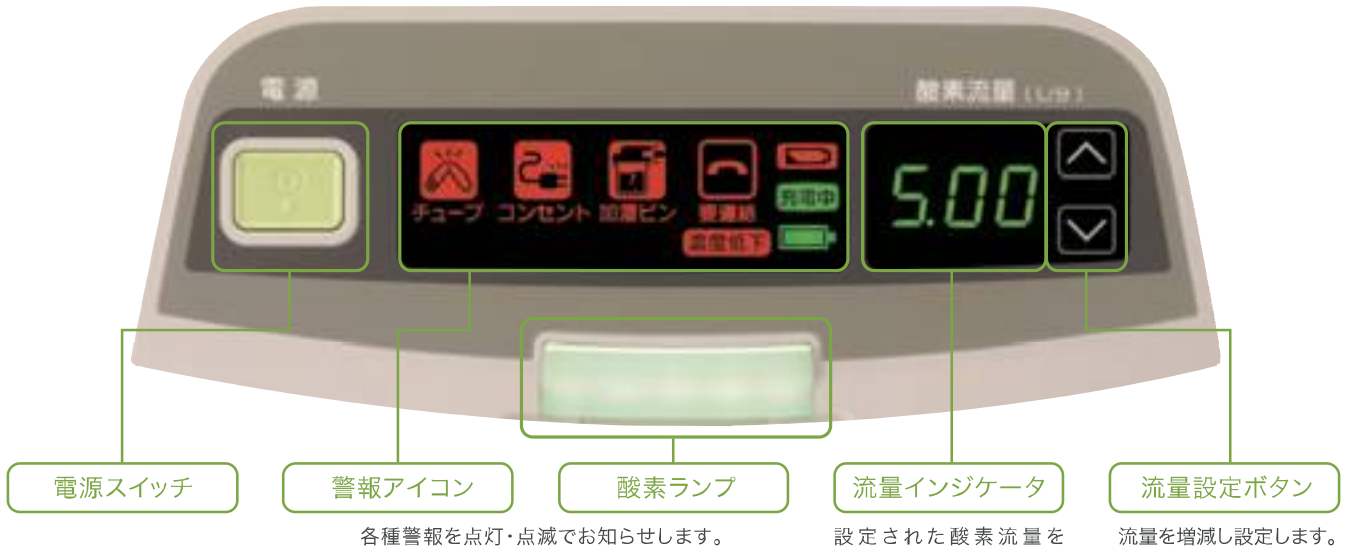 電源
酸素流量(L/分)
チューブ
コンセント
加湿ビン
要連絡
充電中
濃度低下
5.00
電源スイッチ
警報アイコン
酸素ランプ
流量インジケータ
流量設定ボタン
各種警報を点灯・点滅でお知らせします。
設定された酸素流量を
流量を増減し設定します。